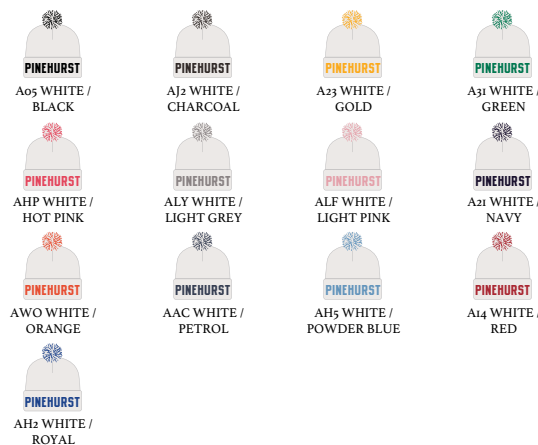 PINEHURST
A05 WHITE /
BLACK
PINEHURST
AJ2 WHITE /
CHARCOAL
PINEHURST
A23 WHITE /
GOLD
PINEHURST
A31 WHITE /
GREEN
PINEHURST
AHP WHITE /
HOT PINK
PINEHURST
ALY WHITE /
LIGHT GREY
PINEHURST
ALF WHITE /
LIGHT PINK
PINEHURST
A21 WHITE /
NAVY
PINEHURST
AWO WHITE /
ORANGE
PINEHURST
AAC WHITE /
PETROL
PINEHURST
AH5 WHITE /
POWDER BLUE
PINEHURST
A14 WHITE /
RED
PINEHURST
AH2 WHITE /
ROYAL